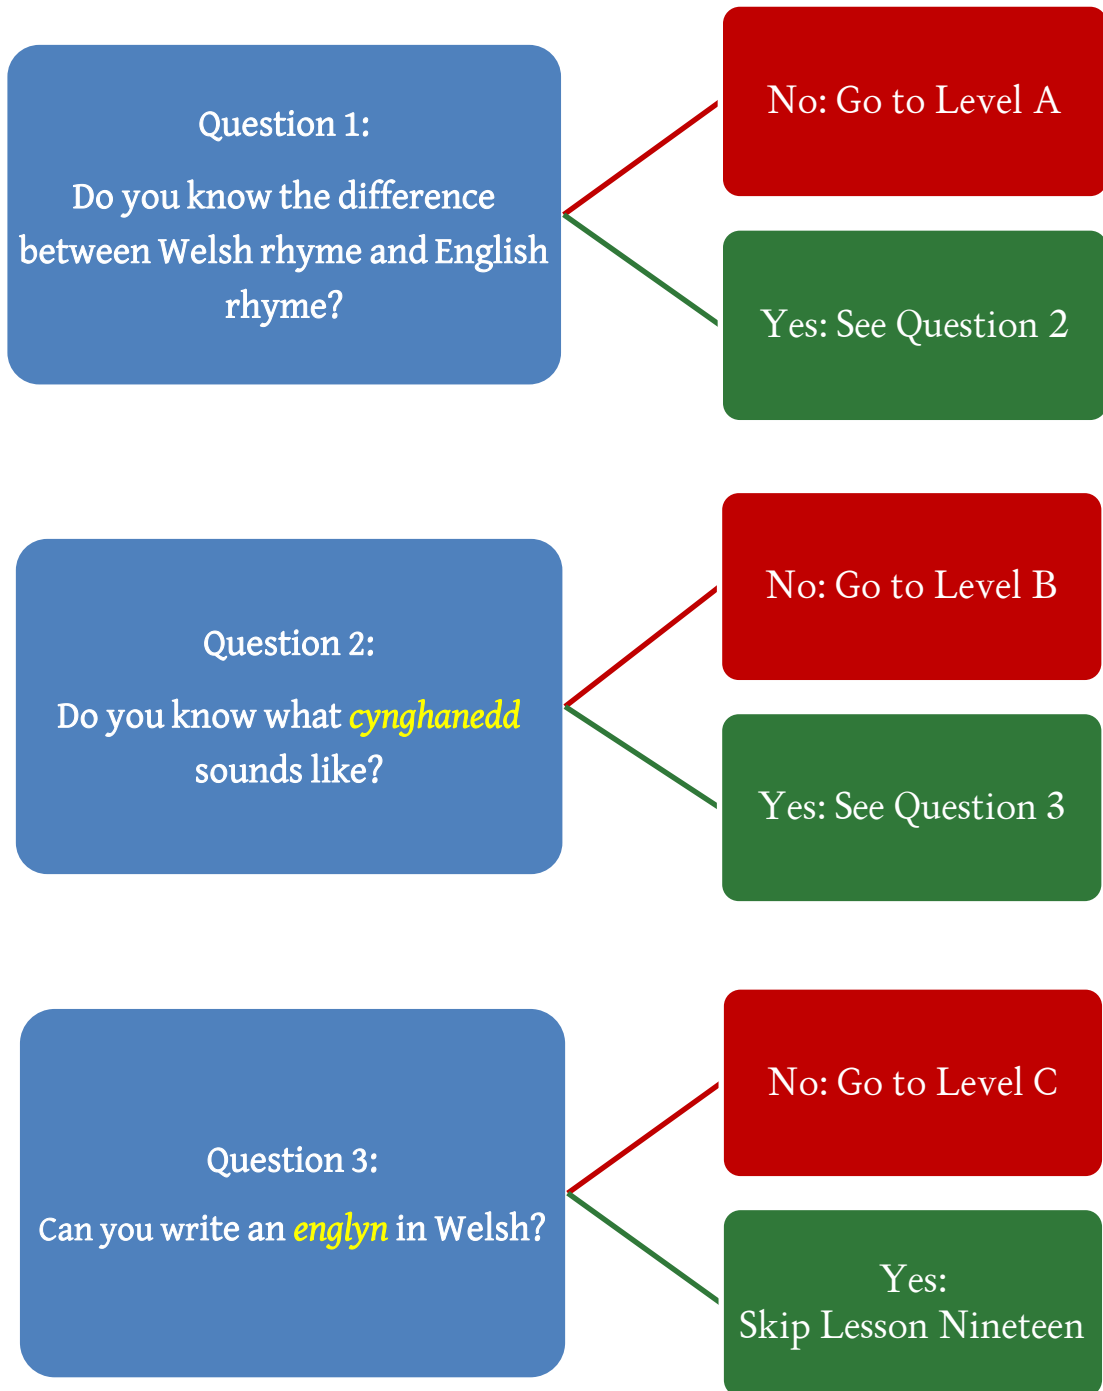 Question 1:
Do you know the difference
between Welsh rhyme and English
rhyme?
No: Go to Level A
Yes: See Question 2
Question 2:
Do you know what cynghanedd
sounds like?
No: Go to Level B
Yes: See Question 3
Question 3:
Can you write an englyn in Welsh?
No: Go to Level C
Yes:
Skip Lesson Nineteen